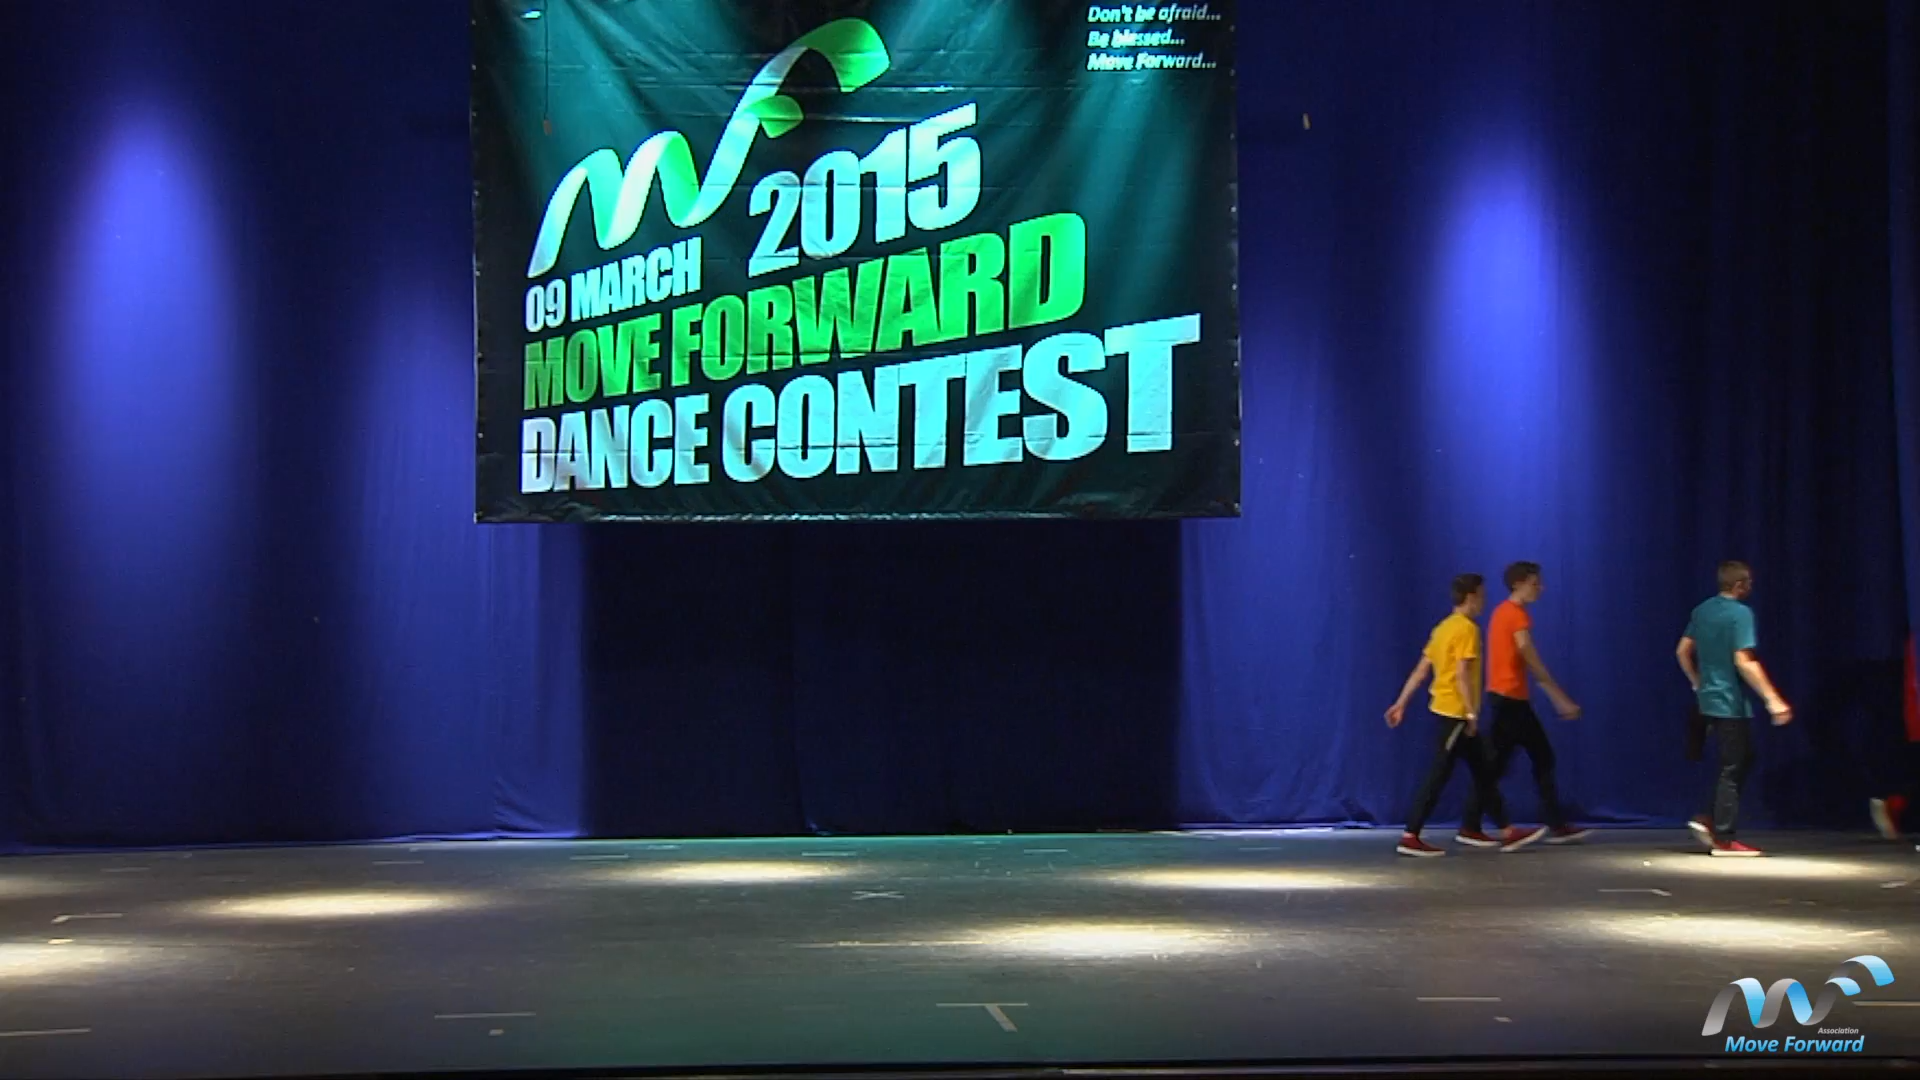 Don't be afraid...
Be blessed...
Move Forward...
2015
09 MARCH
MOVE FORWARD
DANCE CONTEST
Association
Move Forward